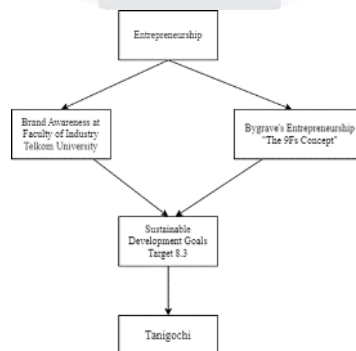 Entrepreneurship
Brand Awareness at
Faculty of Industry
Telkom University
Bygrave's Entrepreneurship
"The 9Fs Concept"
Sustainable
Development Goals
Target 8.3
Tanigochi